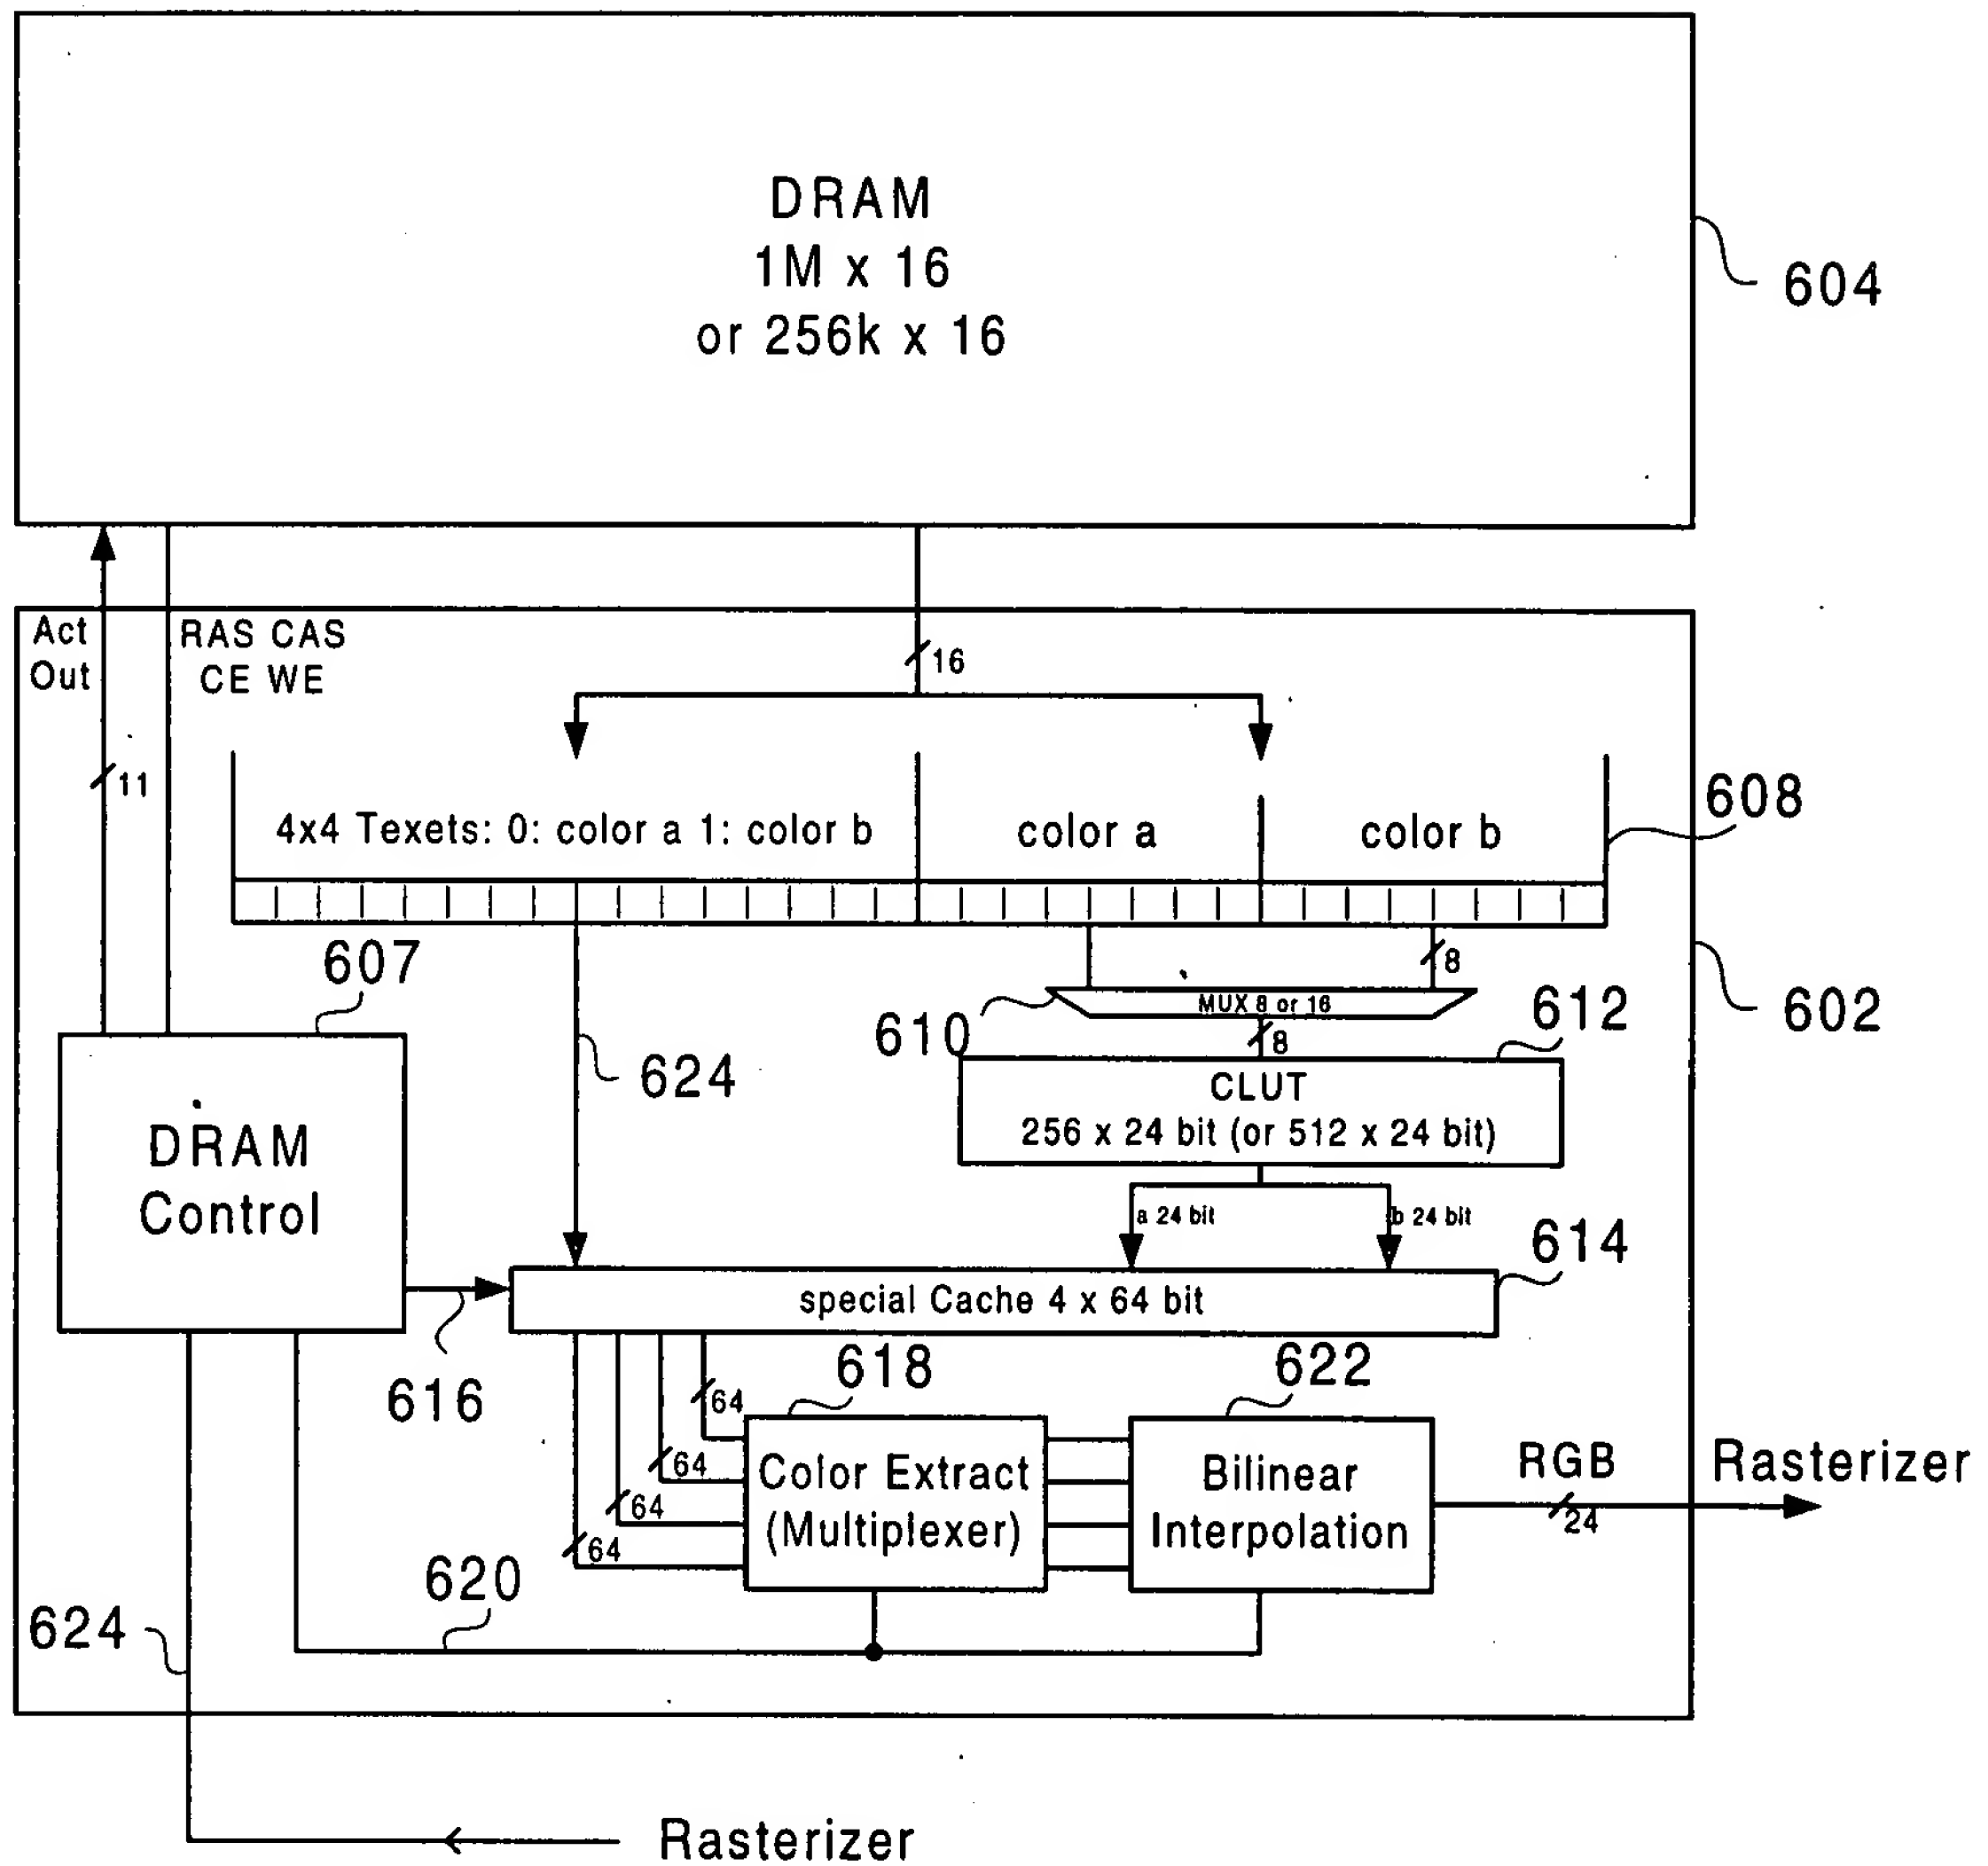 DRAM
1M x 16
or 256k x 16
604
Act
Out
RAS CAS
CE WE
16
11
608
4x4 Texets: 0: color a 1: color b
color a
color b
607
8
610
MUX 8 or 16
612
602
8
624
CLUT
256 x 24 bit (or 512 x 24 bit)
DRAM
Control
a 24 bit
b 24 bit
614
special Cache 4 x 64 bit
616
618
622
64
64
64
64
Color Extract
(Multiplexer)
Bilinear
Interpolation
RGB
24
Rasterizer
620
624
Rasterizer